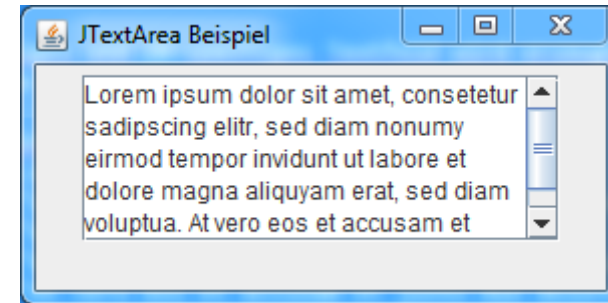 JTextArea Beispiel
Lorem ipsum dolor sit amet, consetetur
sadipscing elitr, sed diam nonumy
eirmod tempor invidunt ut labore et
dolore magna aliquyam erat, sed diam
voluptua. At vero eos et accusam et